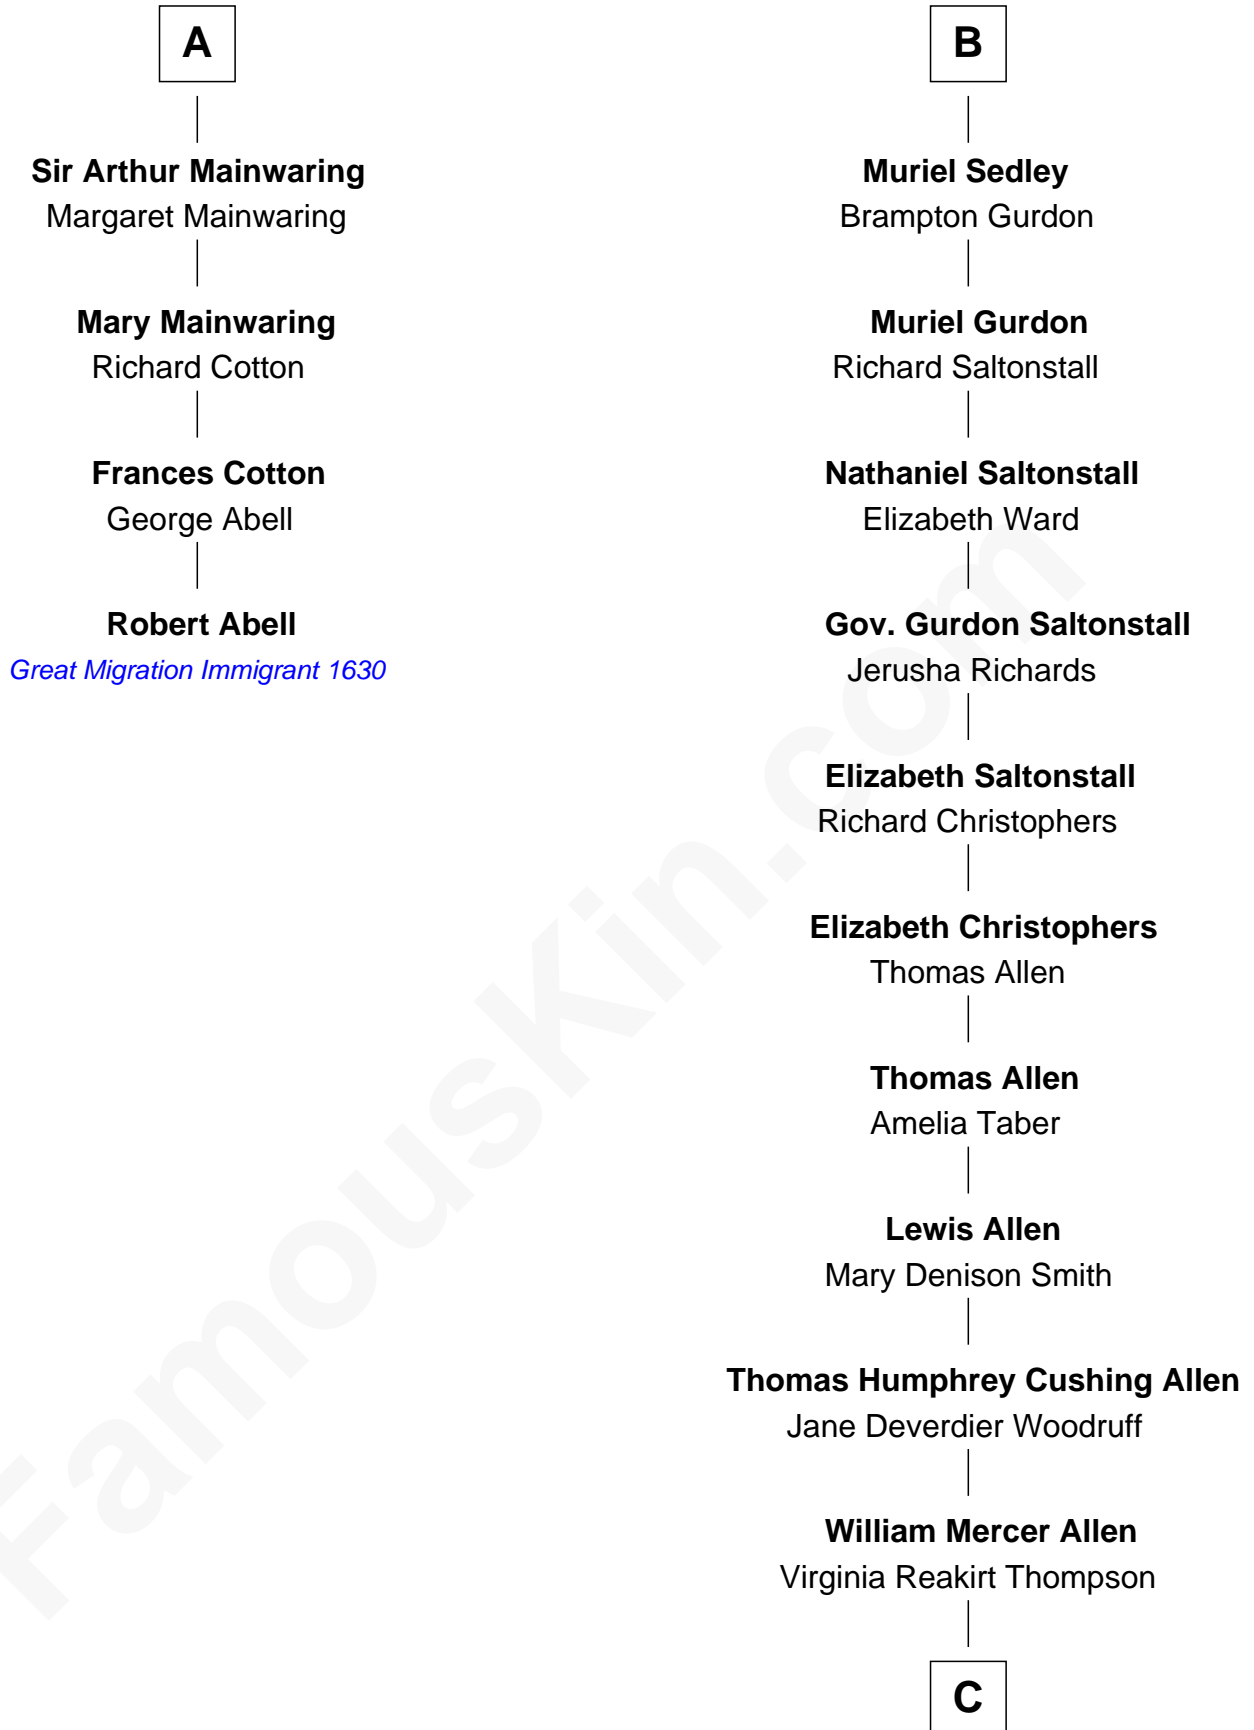 A
Sir Arthur Mainwaring
Margaret Mainwaring
Mary Mainwaring
Richard Cotton
Frances Cotton
George Abell
Robert Abell
Great Migration Immigrant 1630
B
Muriel Sedley
Brampton Gurdon
Muriel Gurdon
Richard Saltonstall
Nathaniel Saltonstall
Elizabeth Ward
Gov. Gurdon Saltonstall
Jerusha Richards
Elizabeth Saltonstall
Richard Christophers
Elizabeth Christophers
Thomas Allen
Thomas Allen
Amelia Taber
Lewis Allen
Mary Denison Smith
Thomas Humphrey Cushing Allen
Jane Deverdier Woodruff
William Mercer Allen
Virginia Reakirt Thompson
C
FamousKin.com